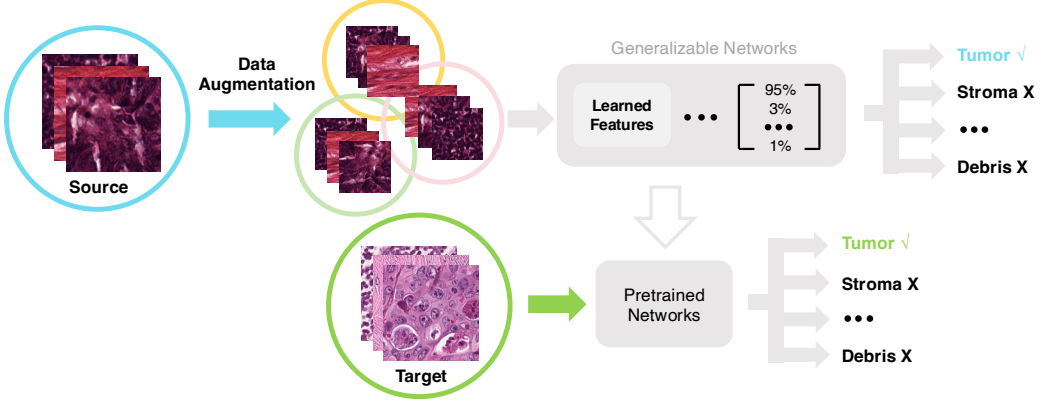 Data
Augmentation
Source
Generalizable Networks
Learned
Features
•••
95%
3%
•••
1%
Tumor √
Stroma X
•••
Debris X
Target
Pretrained
Networks
Tumor √
Stroma X
•••
Debris X